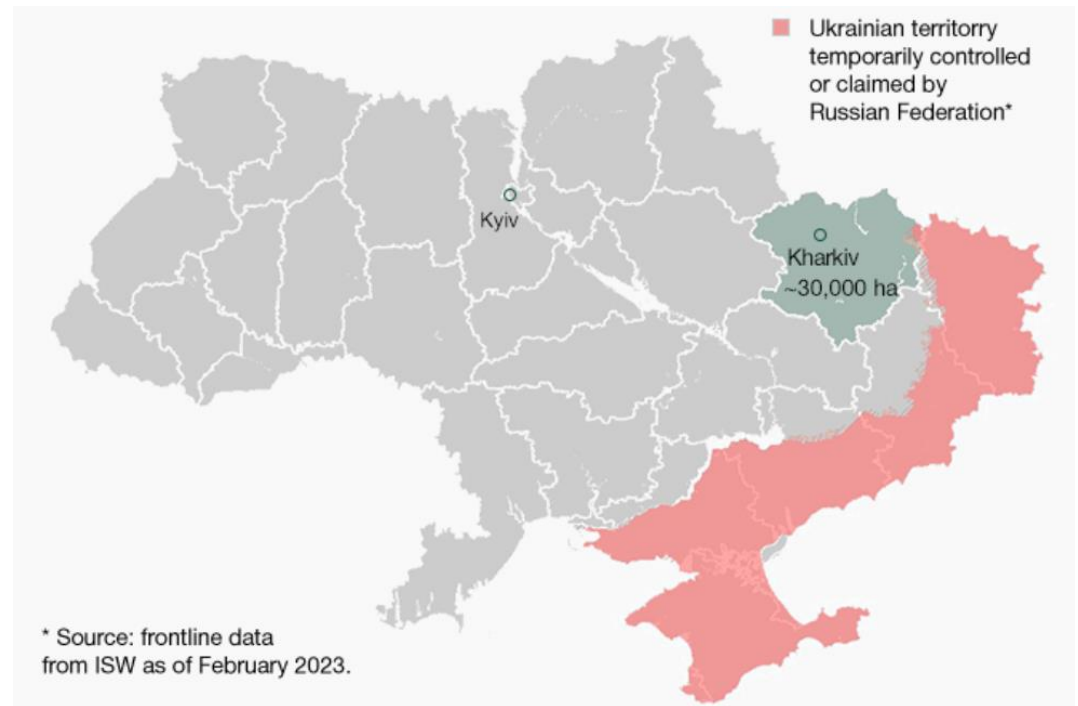 Ukrainian territorry
temporarily controlled
or claimed by
Russian Federation*
Kyiv
Kharkiv
~30,000 ha
* Source: frontline data
from ISW as of February 2023.